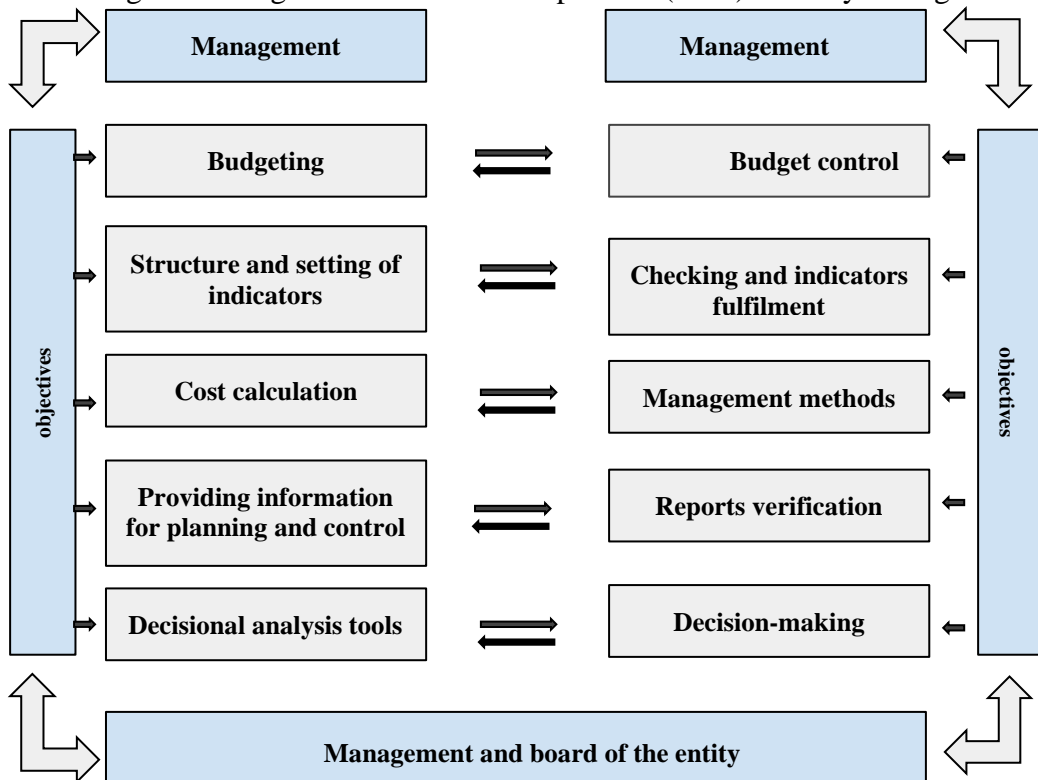 Management
Management
objectives
Budgeting
Budget control
Structure and setting of
indicators
Checking and indicators
fulfilment
Cost calculation
Management methods
Providing information
for planning and control
Reports verification
Decisional analysis tools
Decision-making
objectives
Management and board of the entity